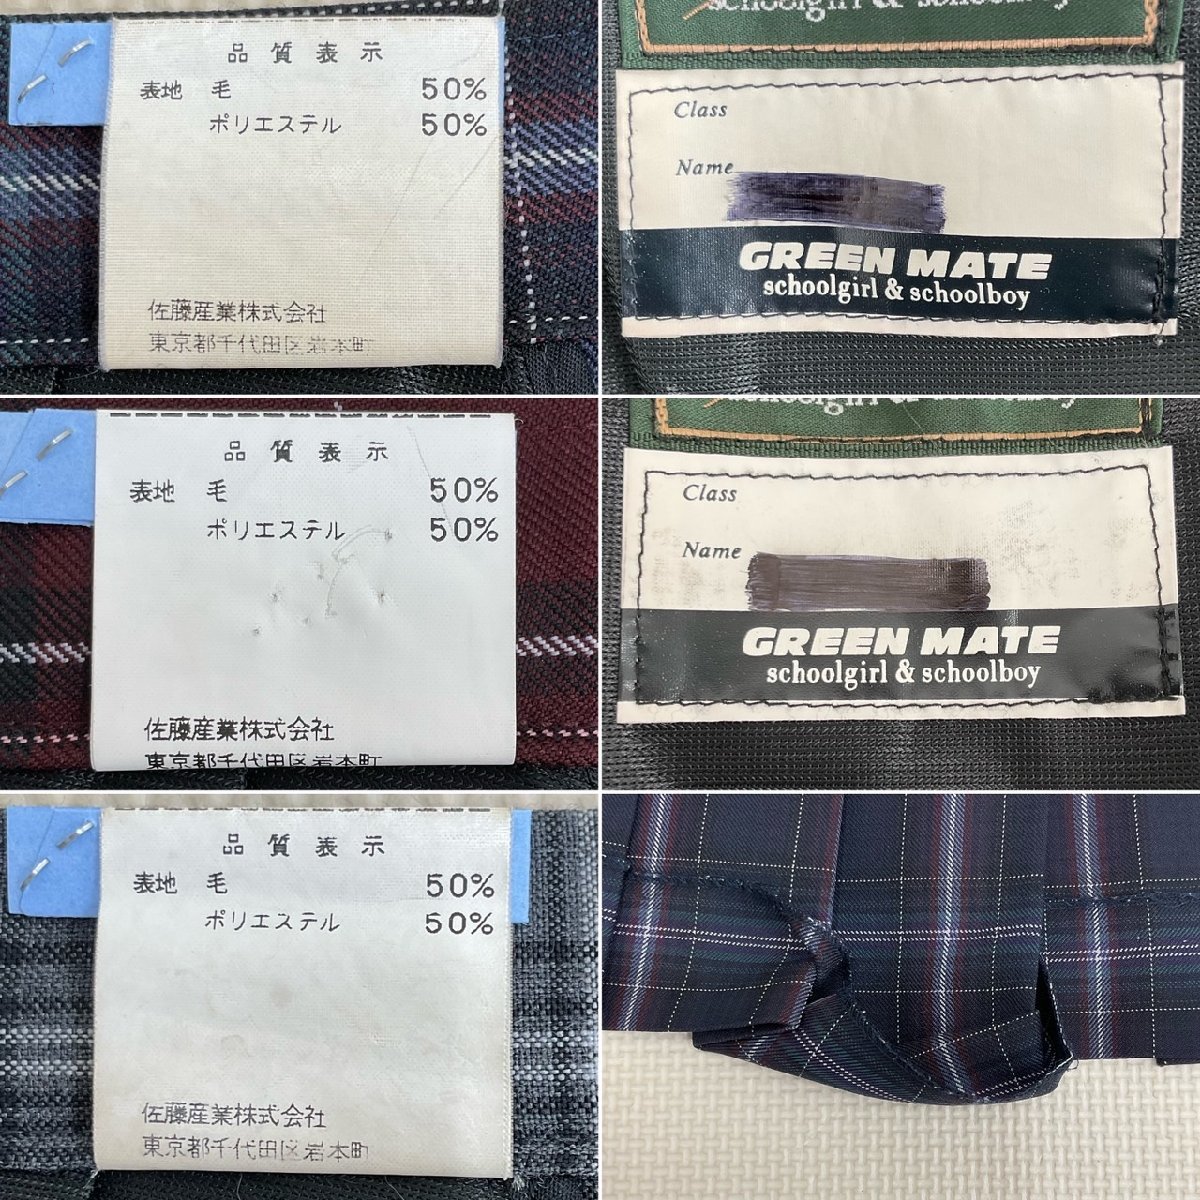 品質表示
表地 毛 50%
ポリエステル 50%
佐藤産業株式会社
東京都千代田区岩本町
schoolgirl & schoolboy
Class
Name
GREEN MATE
schoolgirl & schoolboy
品質表示
表地 毛 50%
ポリエステル 50%
佐藤産業株式会社
東京都千代田区岩本町
schoolgirl & schoolboy
Class
Name
GREEN MATE
schoolgirl & schoolboy
品質表示
表地 毛 50%
ポリエステル 50%
佐藤産業株式会社
東京都千代田区岩本町